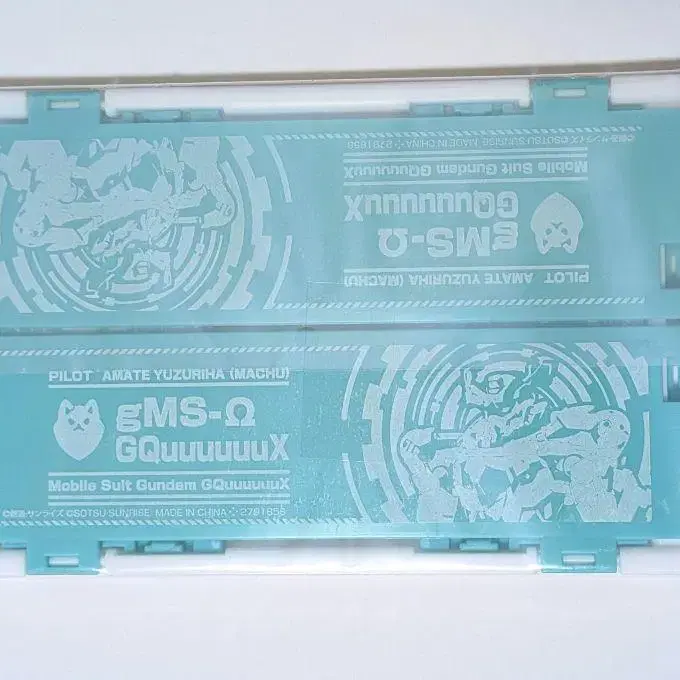 PILOT AMATE YUZURIHA (MACHU)
gMS-Ω
GQuuuuuuX
Mobile Suit Gundam GQuuuuuuX
©創通・サンライズ ©SOTSU・SUNRISE MADE IN CHINA 2791856
PILOT AMATE YUZURIHA (MACHU)
gMS-Ω
GQuuuuuuX
Mobile Suit Gundam GQuuuuuuX
©創通・サンライズ ©SOTSU・SUNRISE MADE IN CHINA 2791856